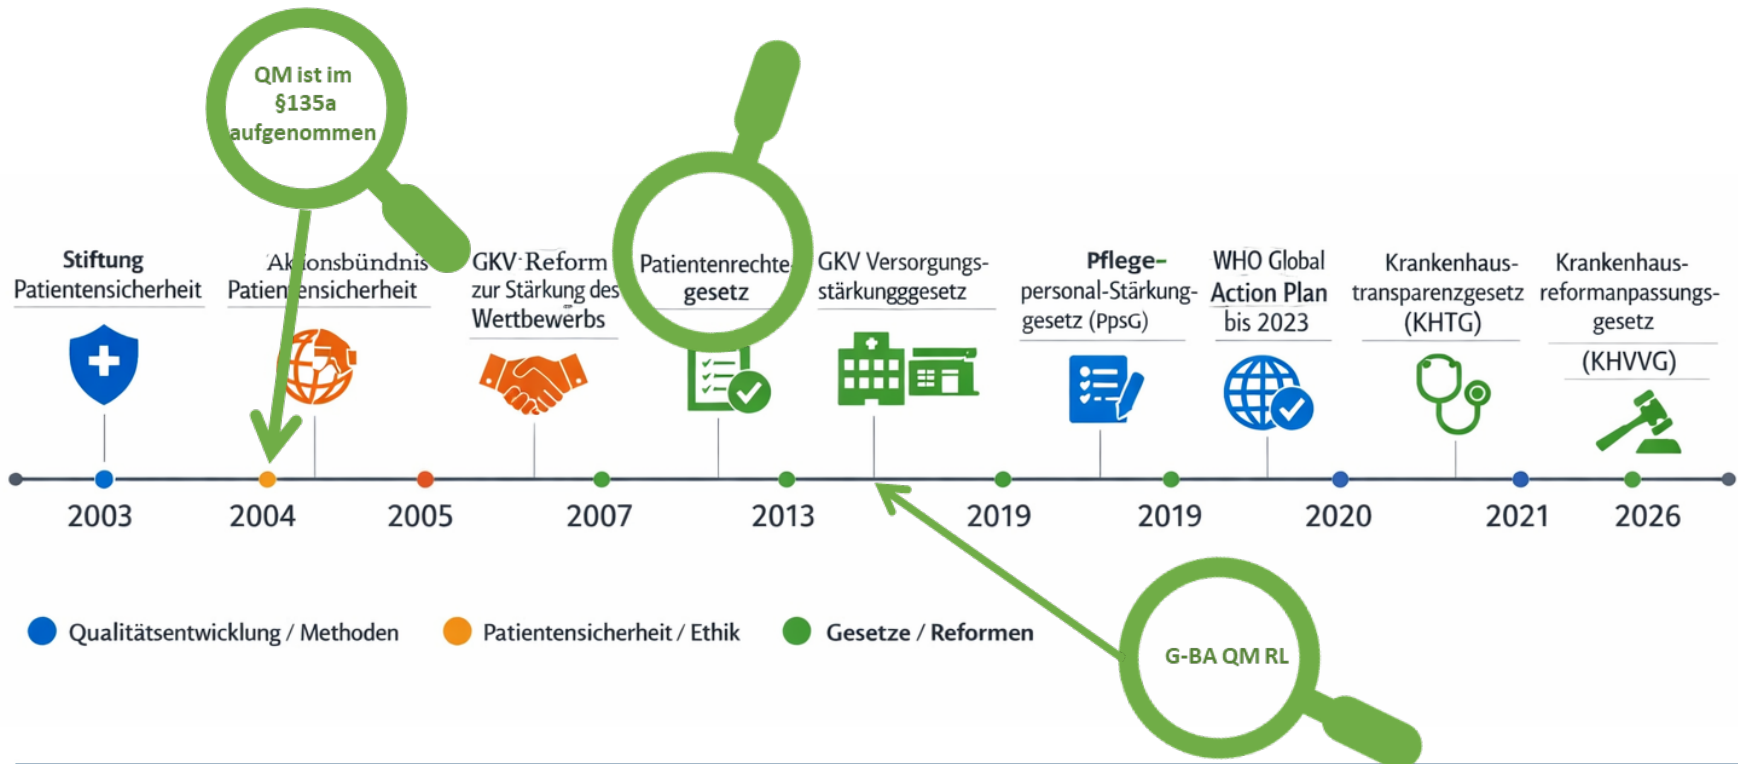 QM ist im
§135a
aufgenommen
Stiftung
Patientensicherheit
Aktionsbündnis
Patientensicherheit
GKV-Reform
zur Stärkung des
Wettbewerbs
Patientenrechte-
gesetz
GKV Versorgungs-
stärkungggesetz
Pflege-
personal-Stärkung-
gesetz (PpsG)
WHO Global
Action Plan
bis 2023
Krankenhaus-
transparenzgesetz
(KHTG)
Krankenhaus-
reformanpassungs-
gesetz
(KHVVG)
2003
2004
2005
2007
2013
2019
2019
2020
2021
2026
Qualitätsentwicklung / Methoden
Patientensicherheit / Ethik
Gesetze / Reformen
G-BA QM RL